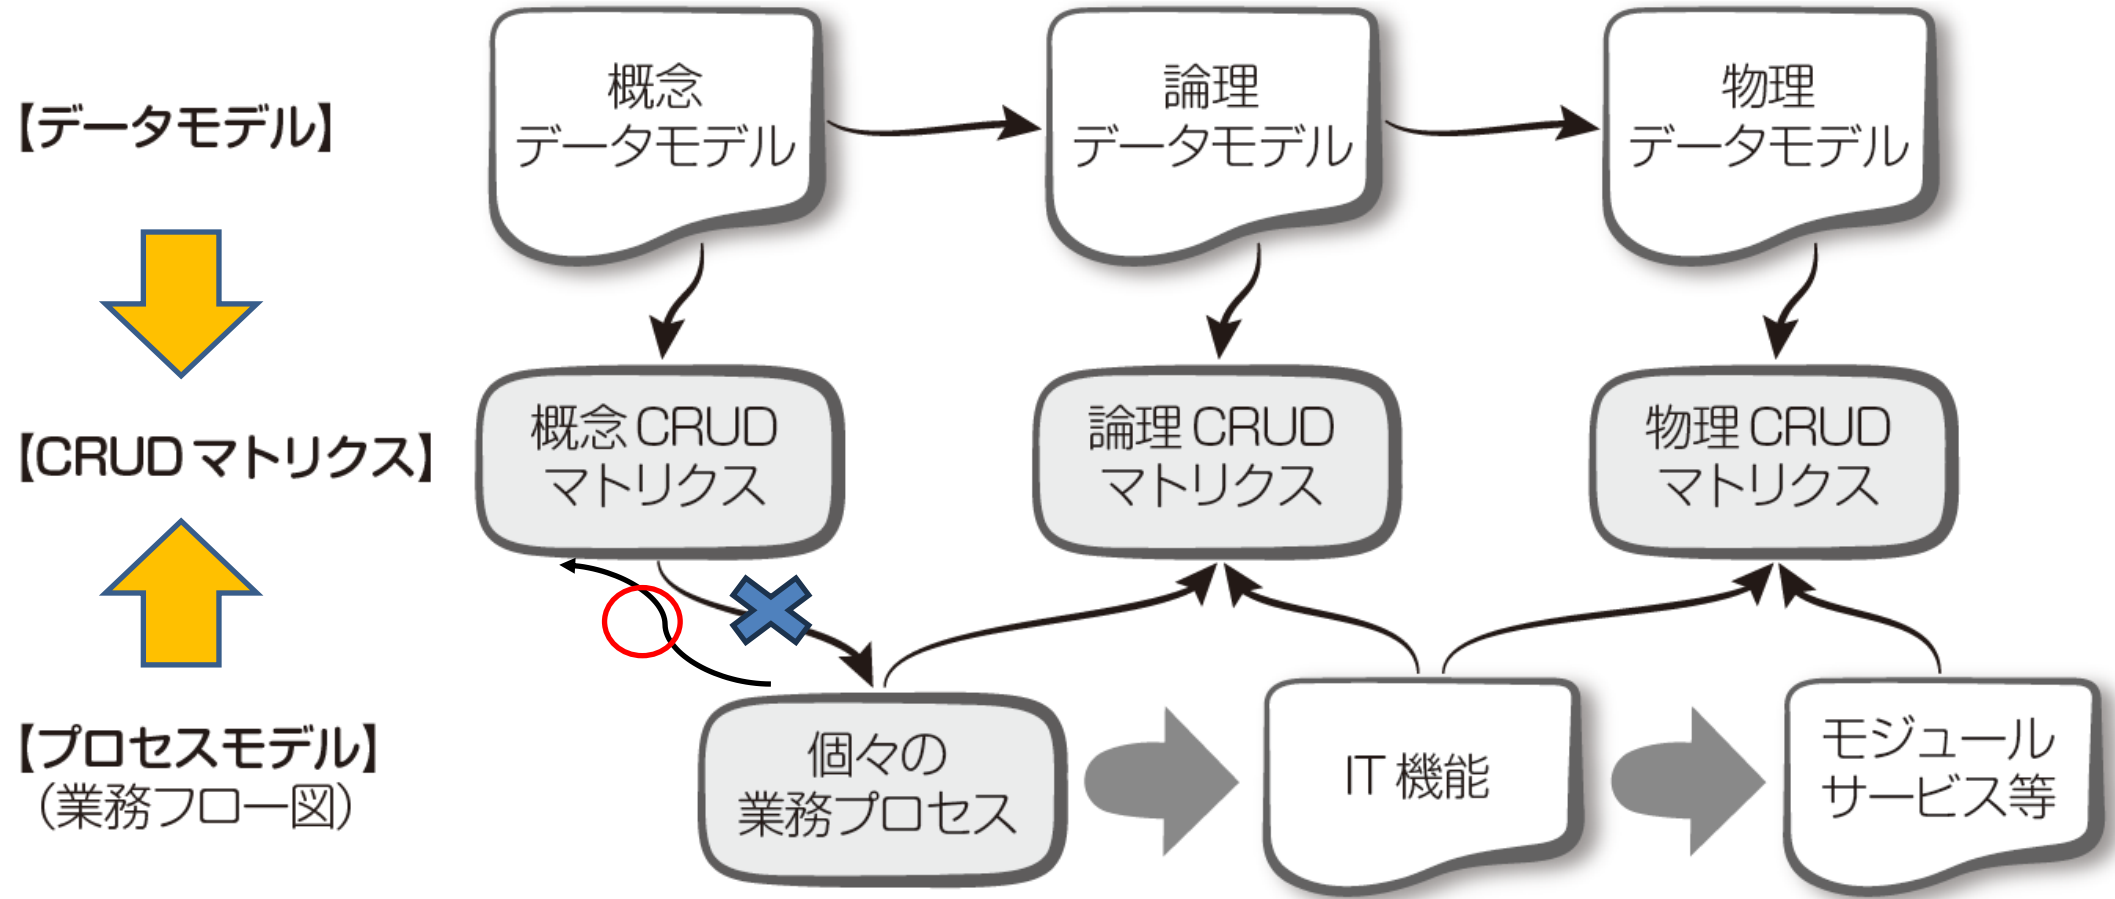 【データモデル】
概念
データモデル
論理
データモデル
物理
データモデル
【CRUDマトリクス】
概念CRUD
マトリクス
論理CRUD
マトリクス
物理CRUD
マトリクス
【プロセスモデル】
（業務フロー図）
個々の
業務プロセス
IT機能
モジュール
サービス等